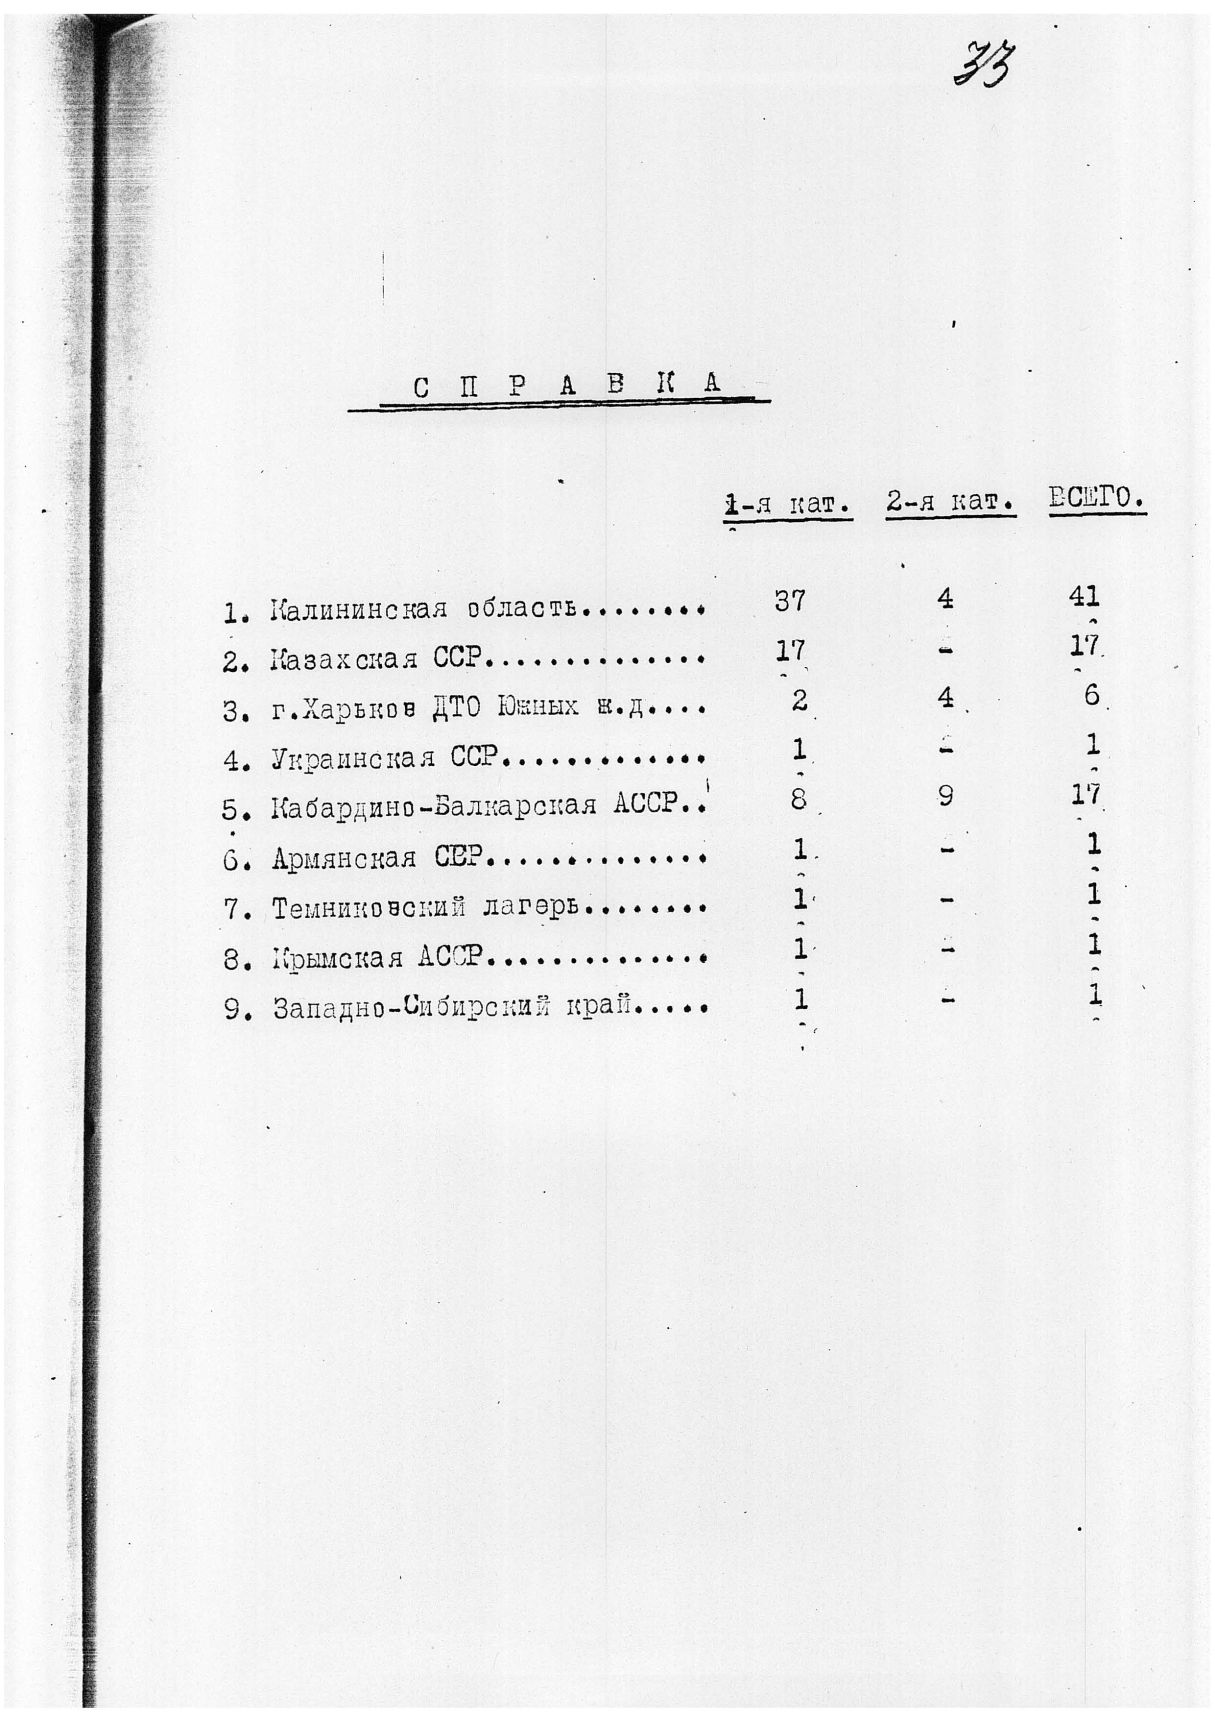 33
СПРАВКА
1-я кат. 2-я кат. ВСЕГО.
1. Калининская область........ 37 4 41
2. Казахская ССР.............. 17 - 17
3. г.Харьков ДТО Южных ж.д.... 2 4 6
4. Украинская ССР............. 1 - 1
5. Кабардино-Балкарская АССР.. 8 9 17
6. Армянская ССР.............. 1 - 1
7. Темниковский лагерь........ 1 - 1
8. Крымская АССР.............. 1 - 1
9. Западно-Сибирский край..... 1 - 1